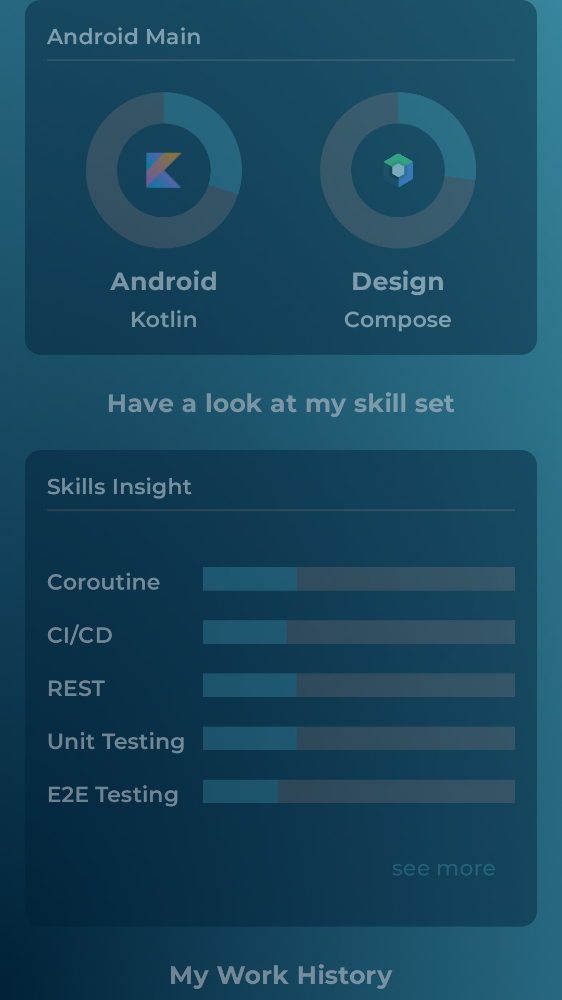 Android Main
Android
Design
Kotlin
Compose
Have a look at my skill set
Skills Insight
Coroutine
CI/CD
REST
Unit Testing
E2E Testing
see more
My Work History